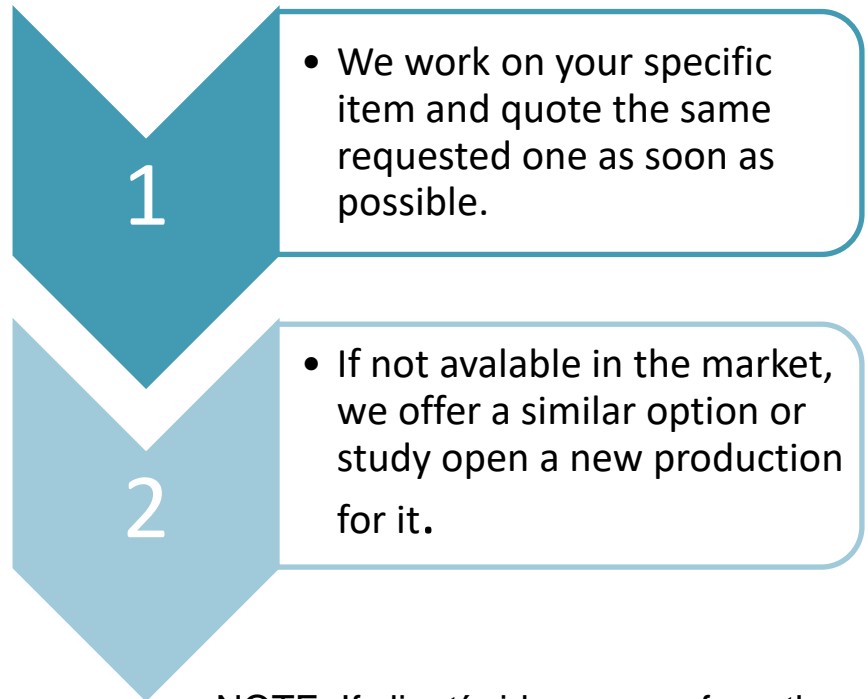 1
• We work on your specific
item and quote the same
requested one as soon as
possible.
2
• If not avalable in the market,
we offer a similar option or
study open a new production
for it.